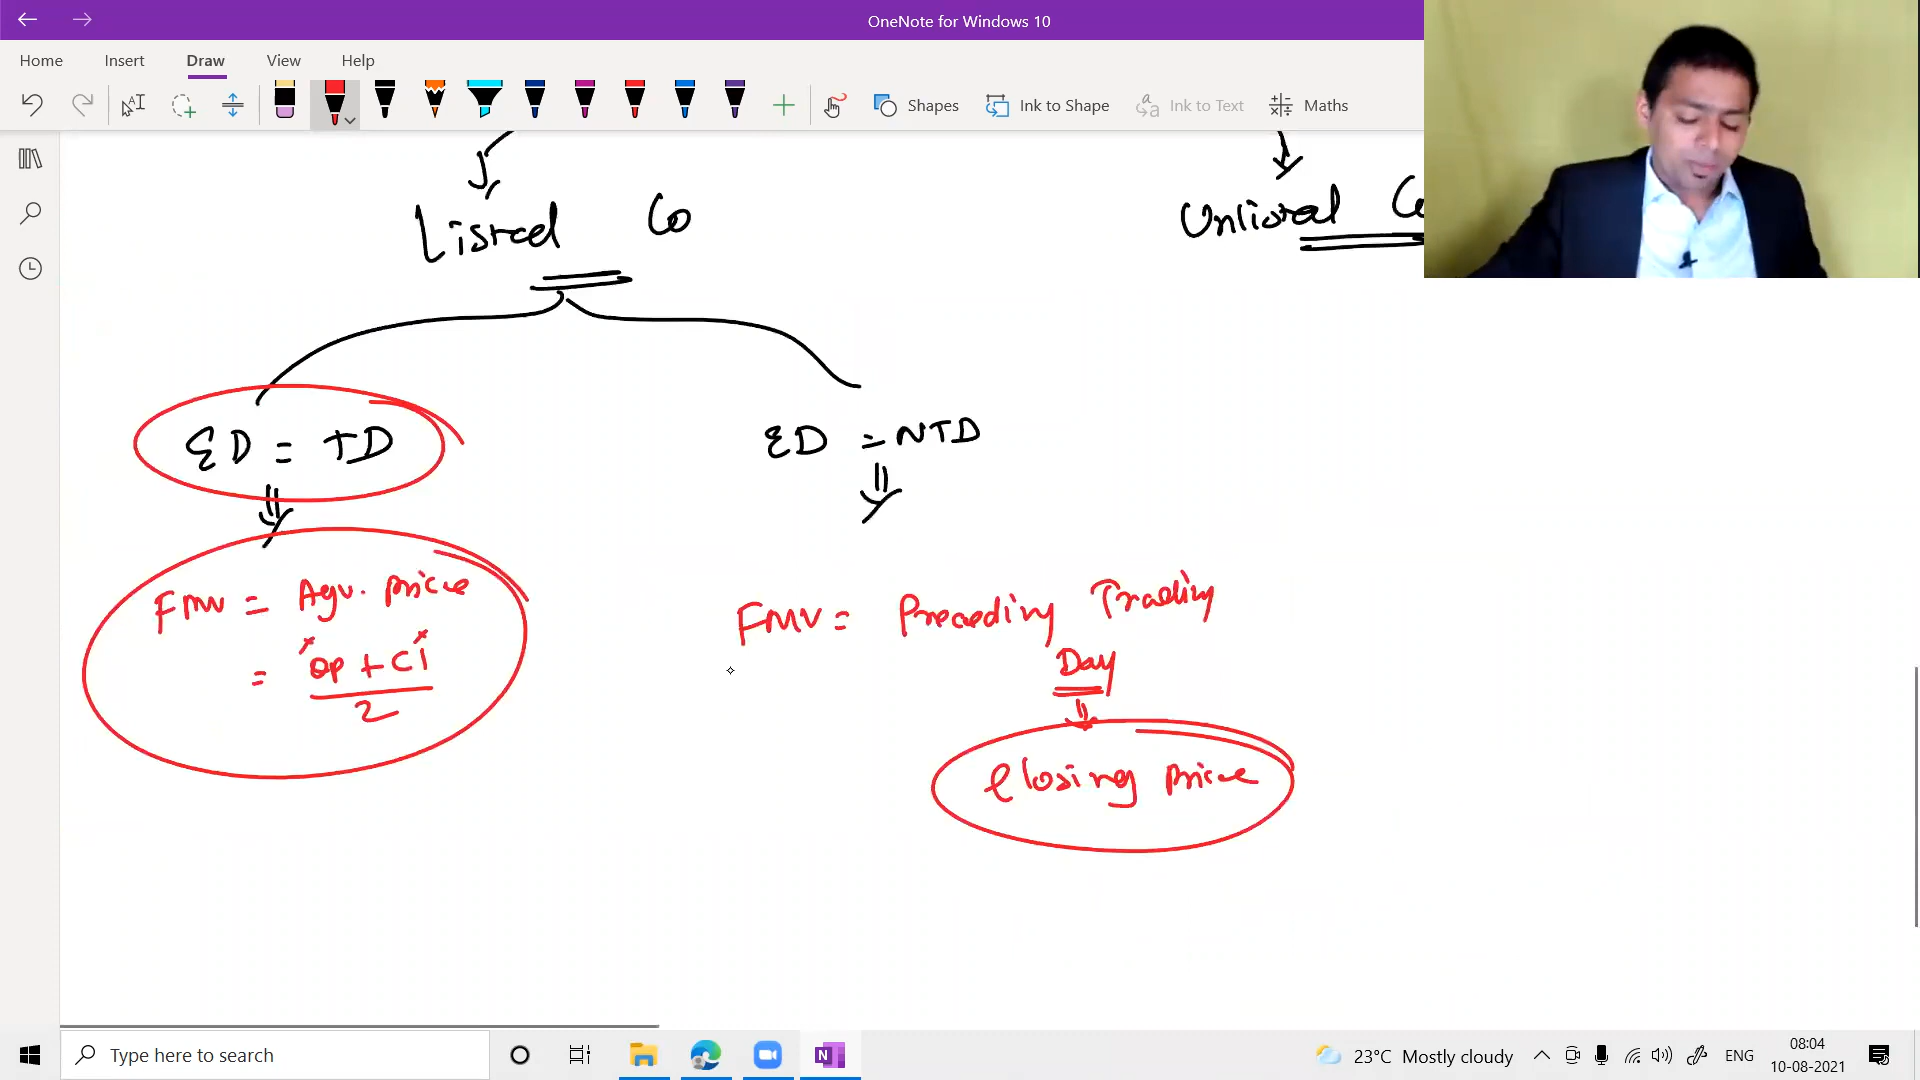 OneNote for Windows 10
Home Insert Draw View Help
Shapes Ink to Shape Ink to Text Maths
Listed Co
Unlisted Co
ED = TD
ED = NTD
FMV = Agv. Price
= Op + Cl
2
FMV = Preceding Trading
Day
Closing Price
Type here to search
23°C Mostly cloudy
ENG
08:04
10-08-2021